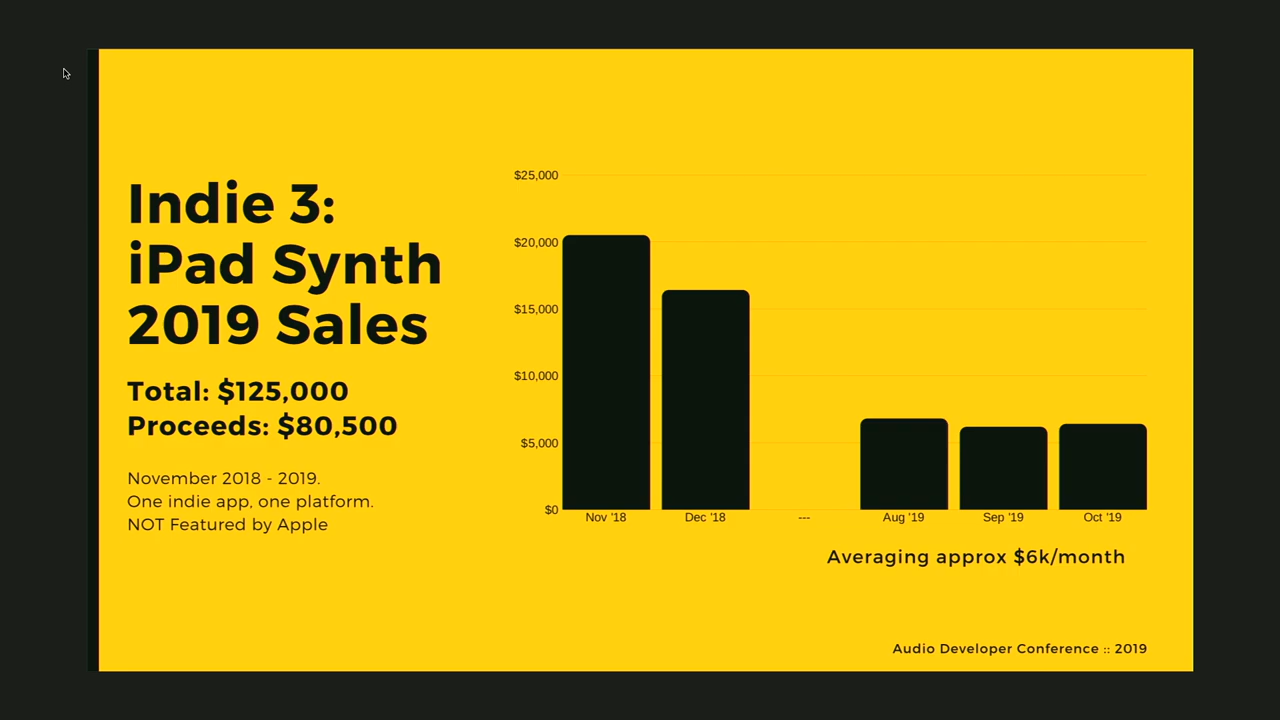 Indie 3:
iPad Synth
2019 Sales
Total: $125,000
Proceeds: $80,500
November 2018 - 2019.
One indie app, one platform.
NOT Featured by Apple
$25,000
$20,000
$15,000
$10,000
$5,000
$0
Nov '18 Dec '18 --- Aug '19 Sep '19 Oct '19
Averaging approx $6k/month
Audio Developer Conference :: 2019